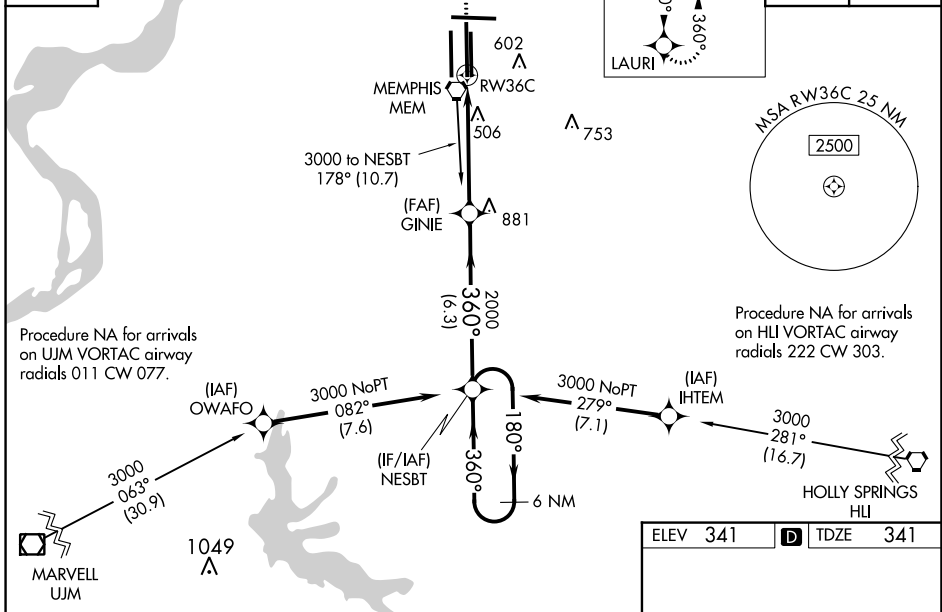 360°
LAURI
602
MEMPHIS
MEM
RW36C
506
753
3000 to NESBT
178° (10.7)
MSA RW36C 25 NM
2500
(FAF)
GINIE
881
2000
360°
(6.3)
Procedure NA for arrivals
on UJM VORTAC airway
radials 011 CW 077.
Procedure NA for arrivals
on HLI VORTAC airway
radials 222 CW 303.
(IAF)
OWAFO
3000 NoPT
082°
(7.6)
3000 NoPT
279°
(7.1)
(IAF)
IHTEM
3000
281°
(16.7)
HOLLY SPRINGS
HLI
180°
360°
(IF/IAF)
NESBT
6 NM
3000
063°
(30.9)
MARVELL
UJM
1049
ELEV 341
D
TDZE 341